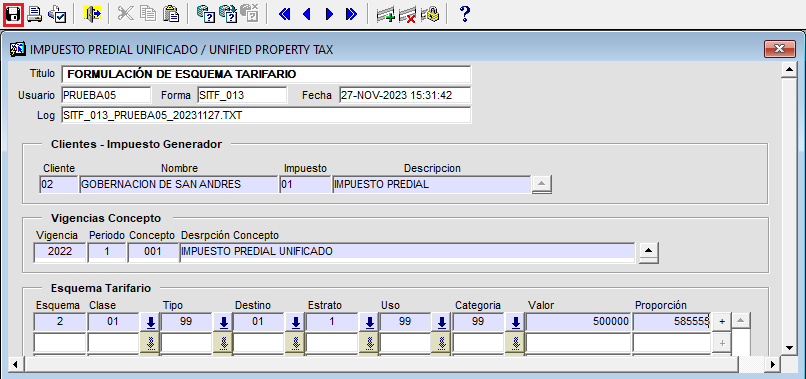 IMPUESTO PREDIAL UNIFICADO / UNIFIED PROPERTY TAX
Titulo FORMULACIÓN DE ESQUEMA TARIFARIO
Usuario PRUEBA05 Forma SITF_013 Fecha 27-NOV-2023 15:31:42
Log SITF_013_PRUEBA05_20231127.TXT
Clientes - Impuesto Generador
Cliente Nombre Impuesto Descripcion
02 GOBERNACION DE SAN ANDRES 01 IMPUESTO PREDIAL
Vigencias Concepto
Vigencia Periodo Concepto Desrpción Concepto
2022 1 001 IMPUESTO PREDIAL UNIFICADO
Esquema Tarifario
Esquema Clase Tipo Destino Estrato Uso Categoria Valor Proporción
2 01 99 01 1 99 99 500000 585555 +
+